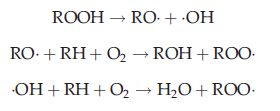 ROOH → RO· + ·OH
RO· + RH + O₂ → ROH + ROO·
·OH + RH + O₂ → H₂O + ROO·